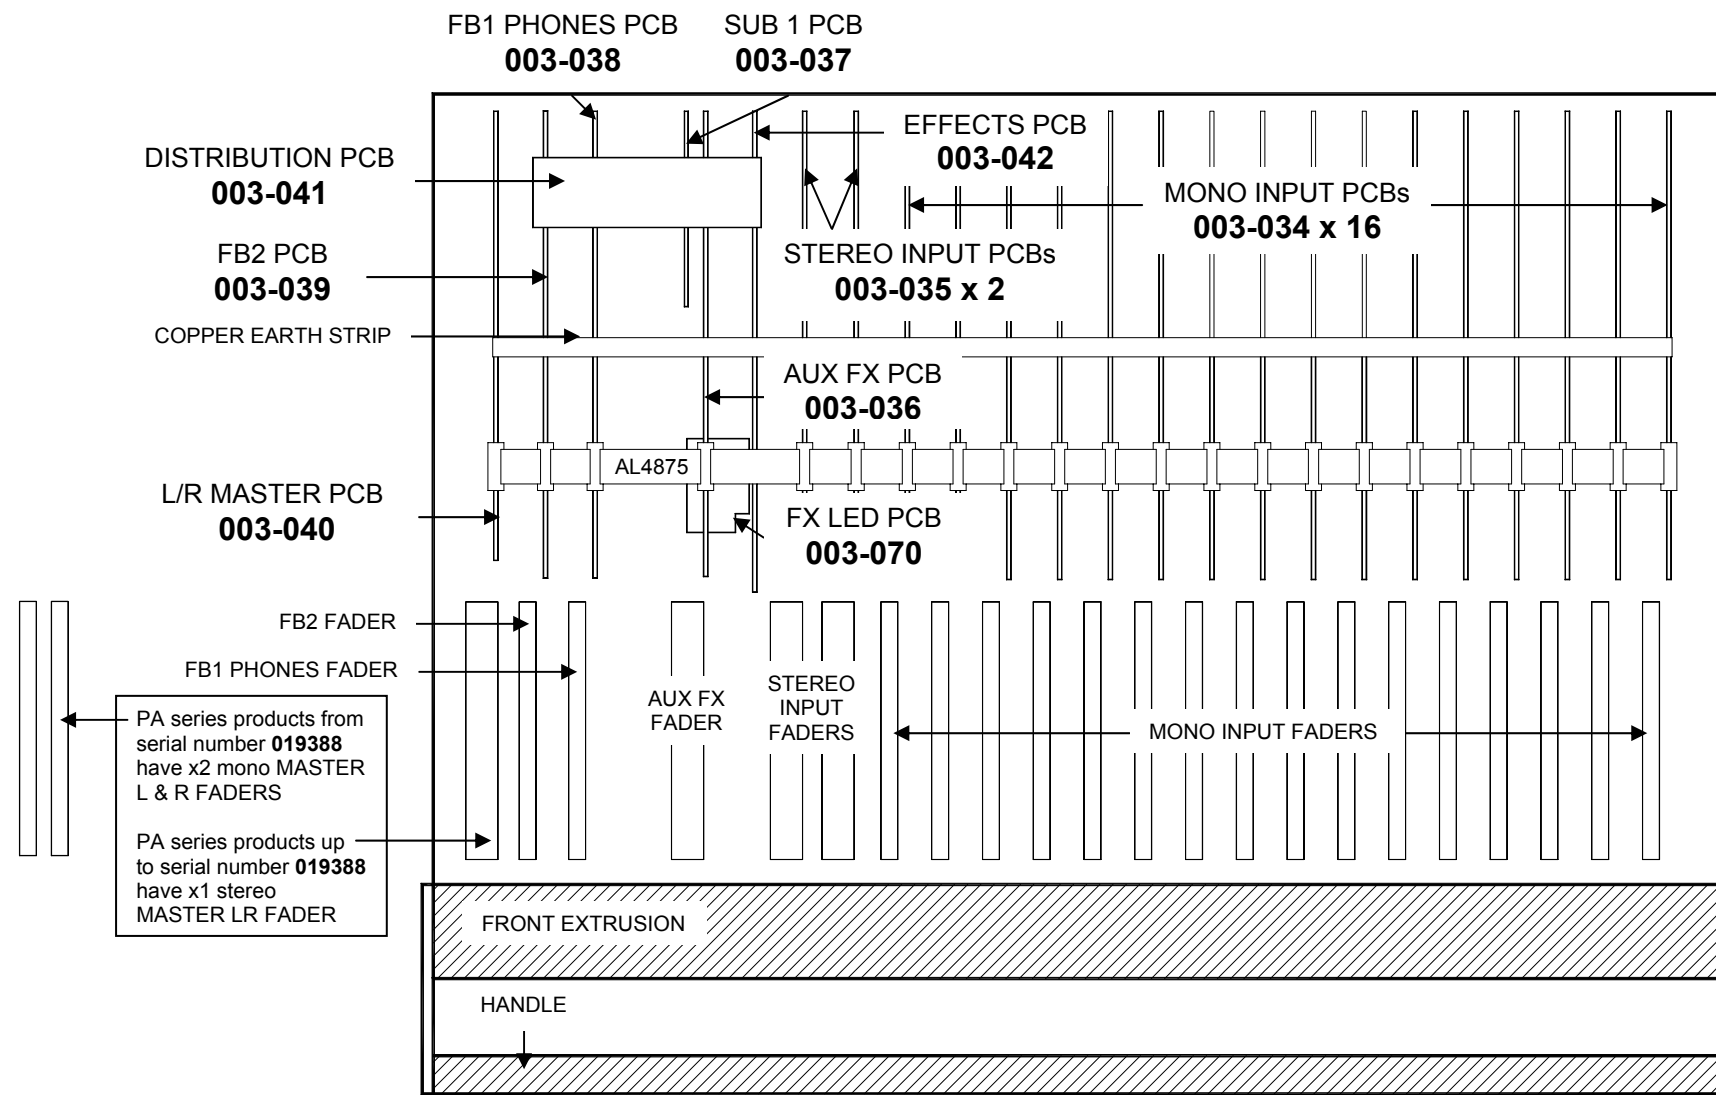 FB1 PHONES PCB
003-038
SUB 1 PCB
003-037
EFFECTS PCB
003-042
DISTRIBUTION PCB
003-041
MONO INPUT PCBs
003-034 x 16
FB2 PCB
003-039
STEREO INPUT PCBs
003-035 x 2
COPPER EARTH STRIP
AUX FX PCB
003-036
AL4875
L/R MASTER PCB
003-040
FX LED PCB
003-070
FB2 FADER
FB1 PHONES FADER
AUX FX
FADER
STEREO
INPUT
FADERS
MONO INPUT FADERS
PA series products from
serial number 019388
have x2 mono MASTER
L & R FADERS
PA series products up
to serial number 019388
have x1 stereo
MASTER LR FADER
FRONT EXTRUSION
HANDLE